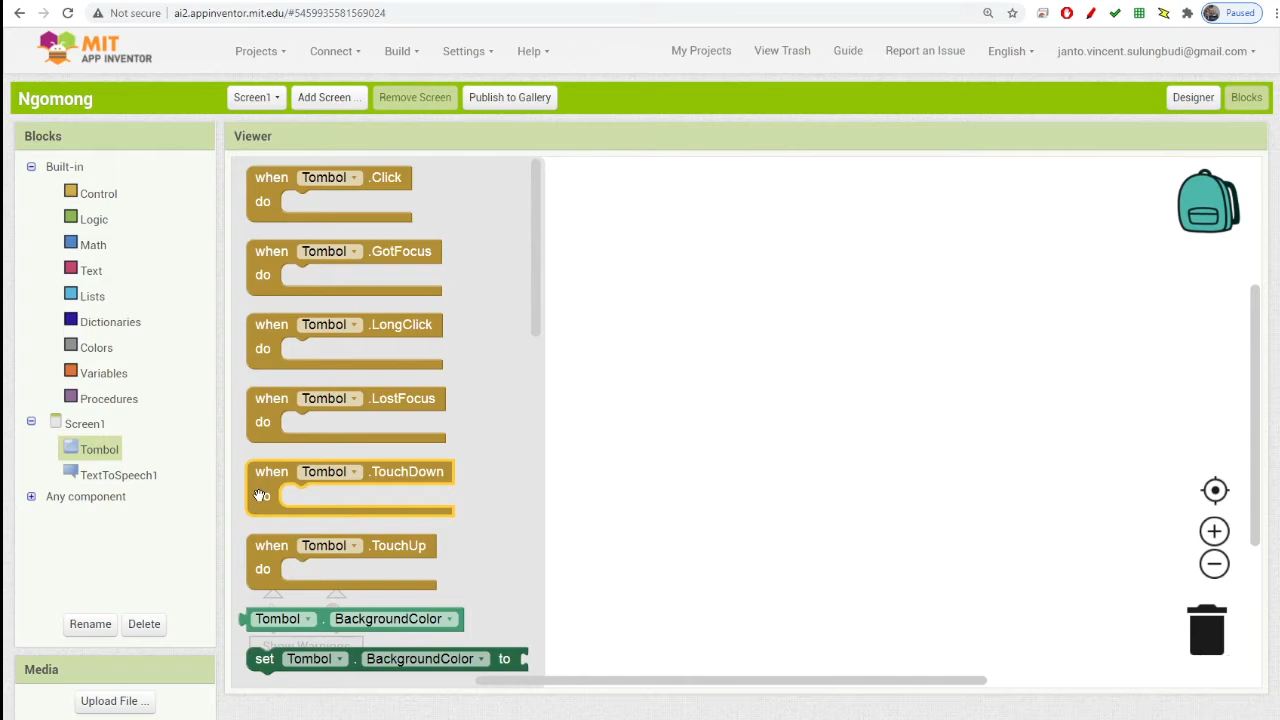 Not secure ai2.appinventor.mit.edu/#5459935581569024 Paused
MIT
APP INVENTOR
Projects Connect Build Settings Help My Projects View Trash Guide Report an Issue English janto.vincent.sulungbudi@gmail.com
Ngomong Screen1 Add Screen ... Remove Screen Publish to Gallery Designer Blocks
Blocks
Viewer
Built-in
Control
Logic
Math
Text
Lists
Dictionaries
Colors
Variables
Procedures
Screen1
Tombol
TextToSpeech1
Any component
Rename Delete
Media
Upload File ...
when Tombol .Click
do
when Tombol .GotFocus
do
when Tombol .LongClick
do
when Tombol .LostFocus
do
when Tombol .TouchDown
do
when Tombol .TouchUp
do
Tombol . BackgroundColor
Show Warnings
set Tombol . BackgroundColor to